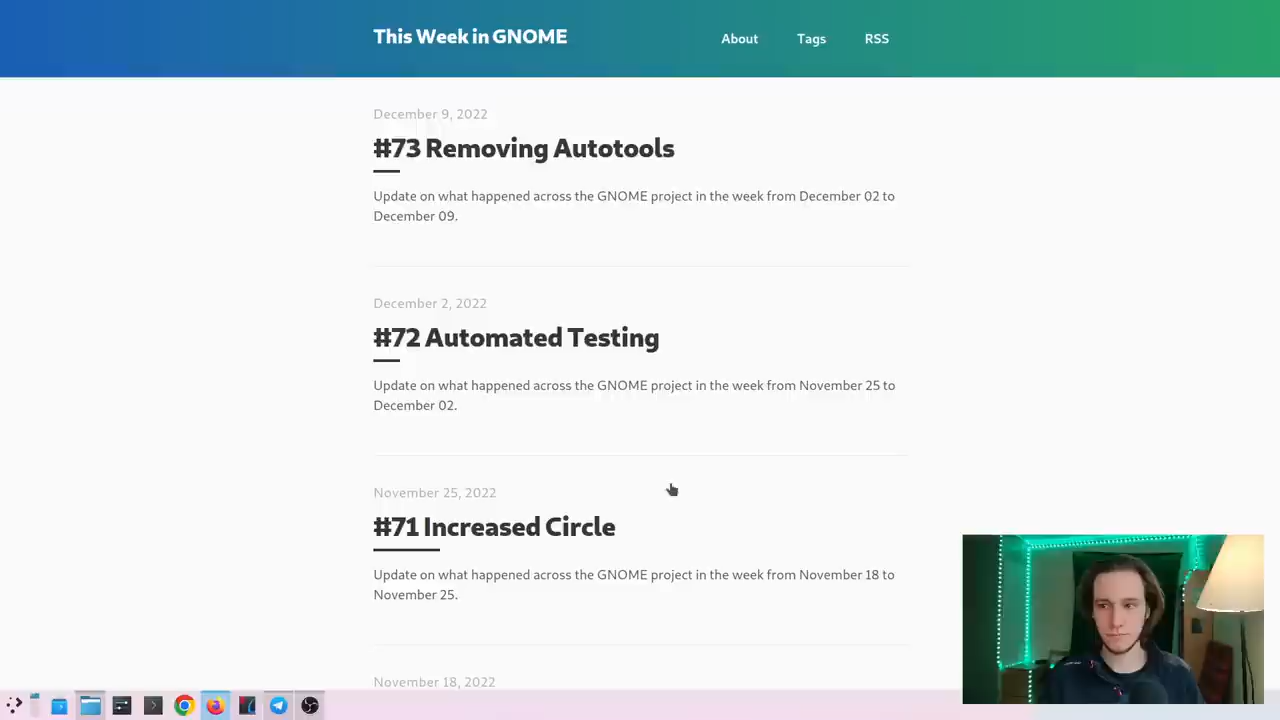 This Week in GNOME
About
Tags
RSS
December 9, 2022
#73 Removing Autotools
Update on what happened across the GNOME project in the week from December 02 to
December 09.
December 2, 2022
#72 Automated Testing
Update on what happened across the GNOME project in the week from November 25 to
December 02.
November 25, 2022
#71 Increased Circle
Update on what happened across the GNOME project in the week from November 18 to
November 25.
November 18, 2022